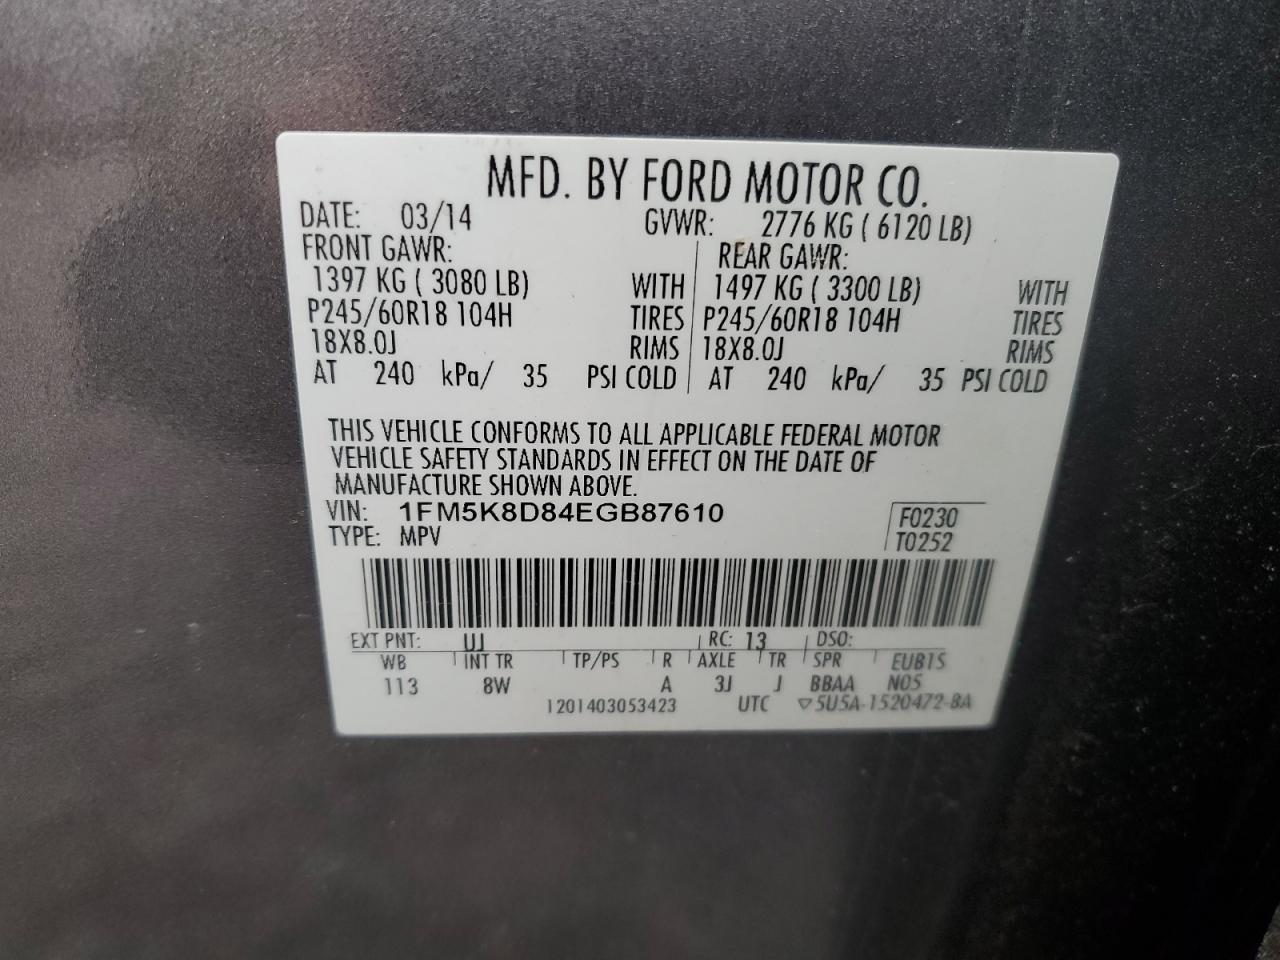 MFD. BY FORD MOTOR CO.
DATE: 03/14 GVWR: 2776 KG ( 6120 LB)
FRONT GAWR: REAR GAWR:
1397 KG ( 3080 LB) WITH 1497 KG ( 3300 LB) WITH
P245/60R18 104H TIRES P245/60R18 104H TIRES
18X8.0J RIMS 18X8.0J RIMS
AT 240 kPa/ 35 PSI COLD AT 240 kPa/ 35 PSI COLD
THIS VEHICLE CONFORMS TO ALL APPLICABLE FEDERAL MOTOR
VEHICLE SAFETY STANDARDS IN EFFECT ON THE DATE OF
MANUFACTURE SHOWN ABOVE.
VIN: 1FM5K8D84EGB87610 F0230
TYPE: MPV T0252
EXT PNT: UJ RC: 13 DSO:
WB INT TR TP/PS R AXLE TR SPR EUB1S
113 8W A 3J J BBAA N05
1201403053423 UTC ▽5U5A-1520472-BA